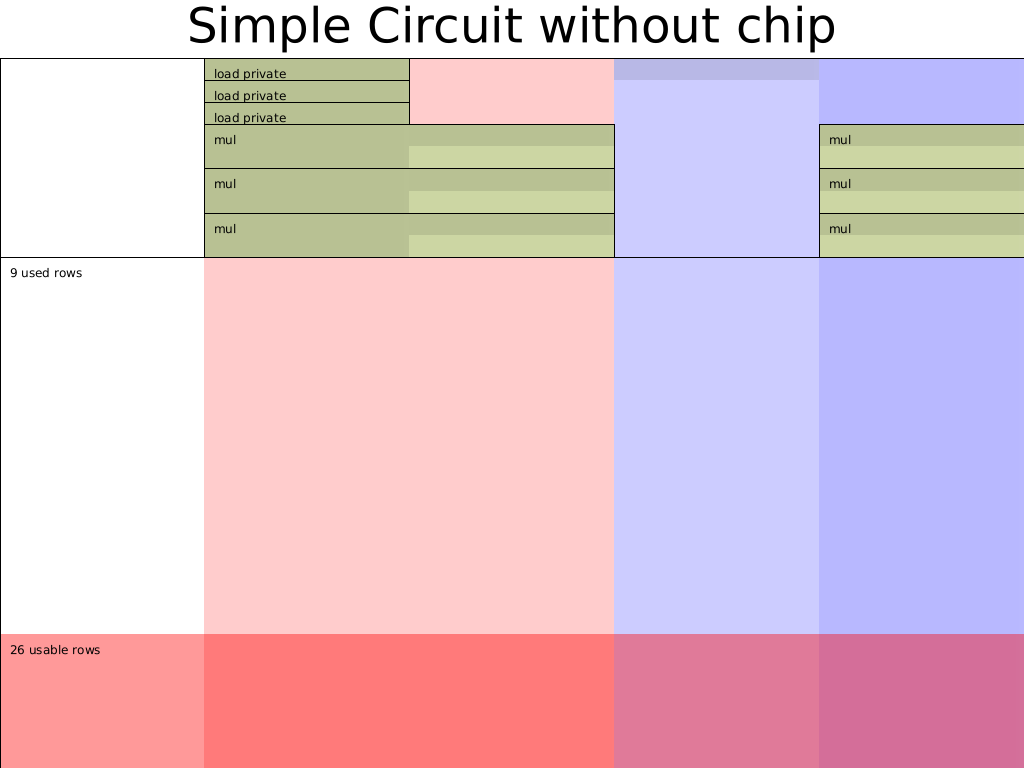 Simple Circuit without chip
load private
load private
load private
mul
mul
mul
mul
mul
mul
9 used rows
26 usable rows